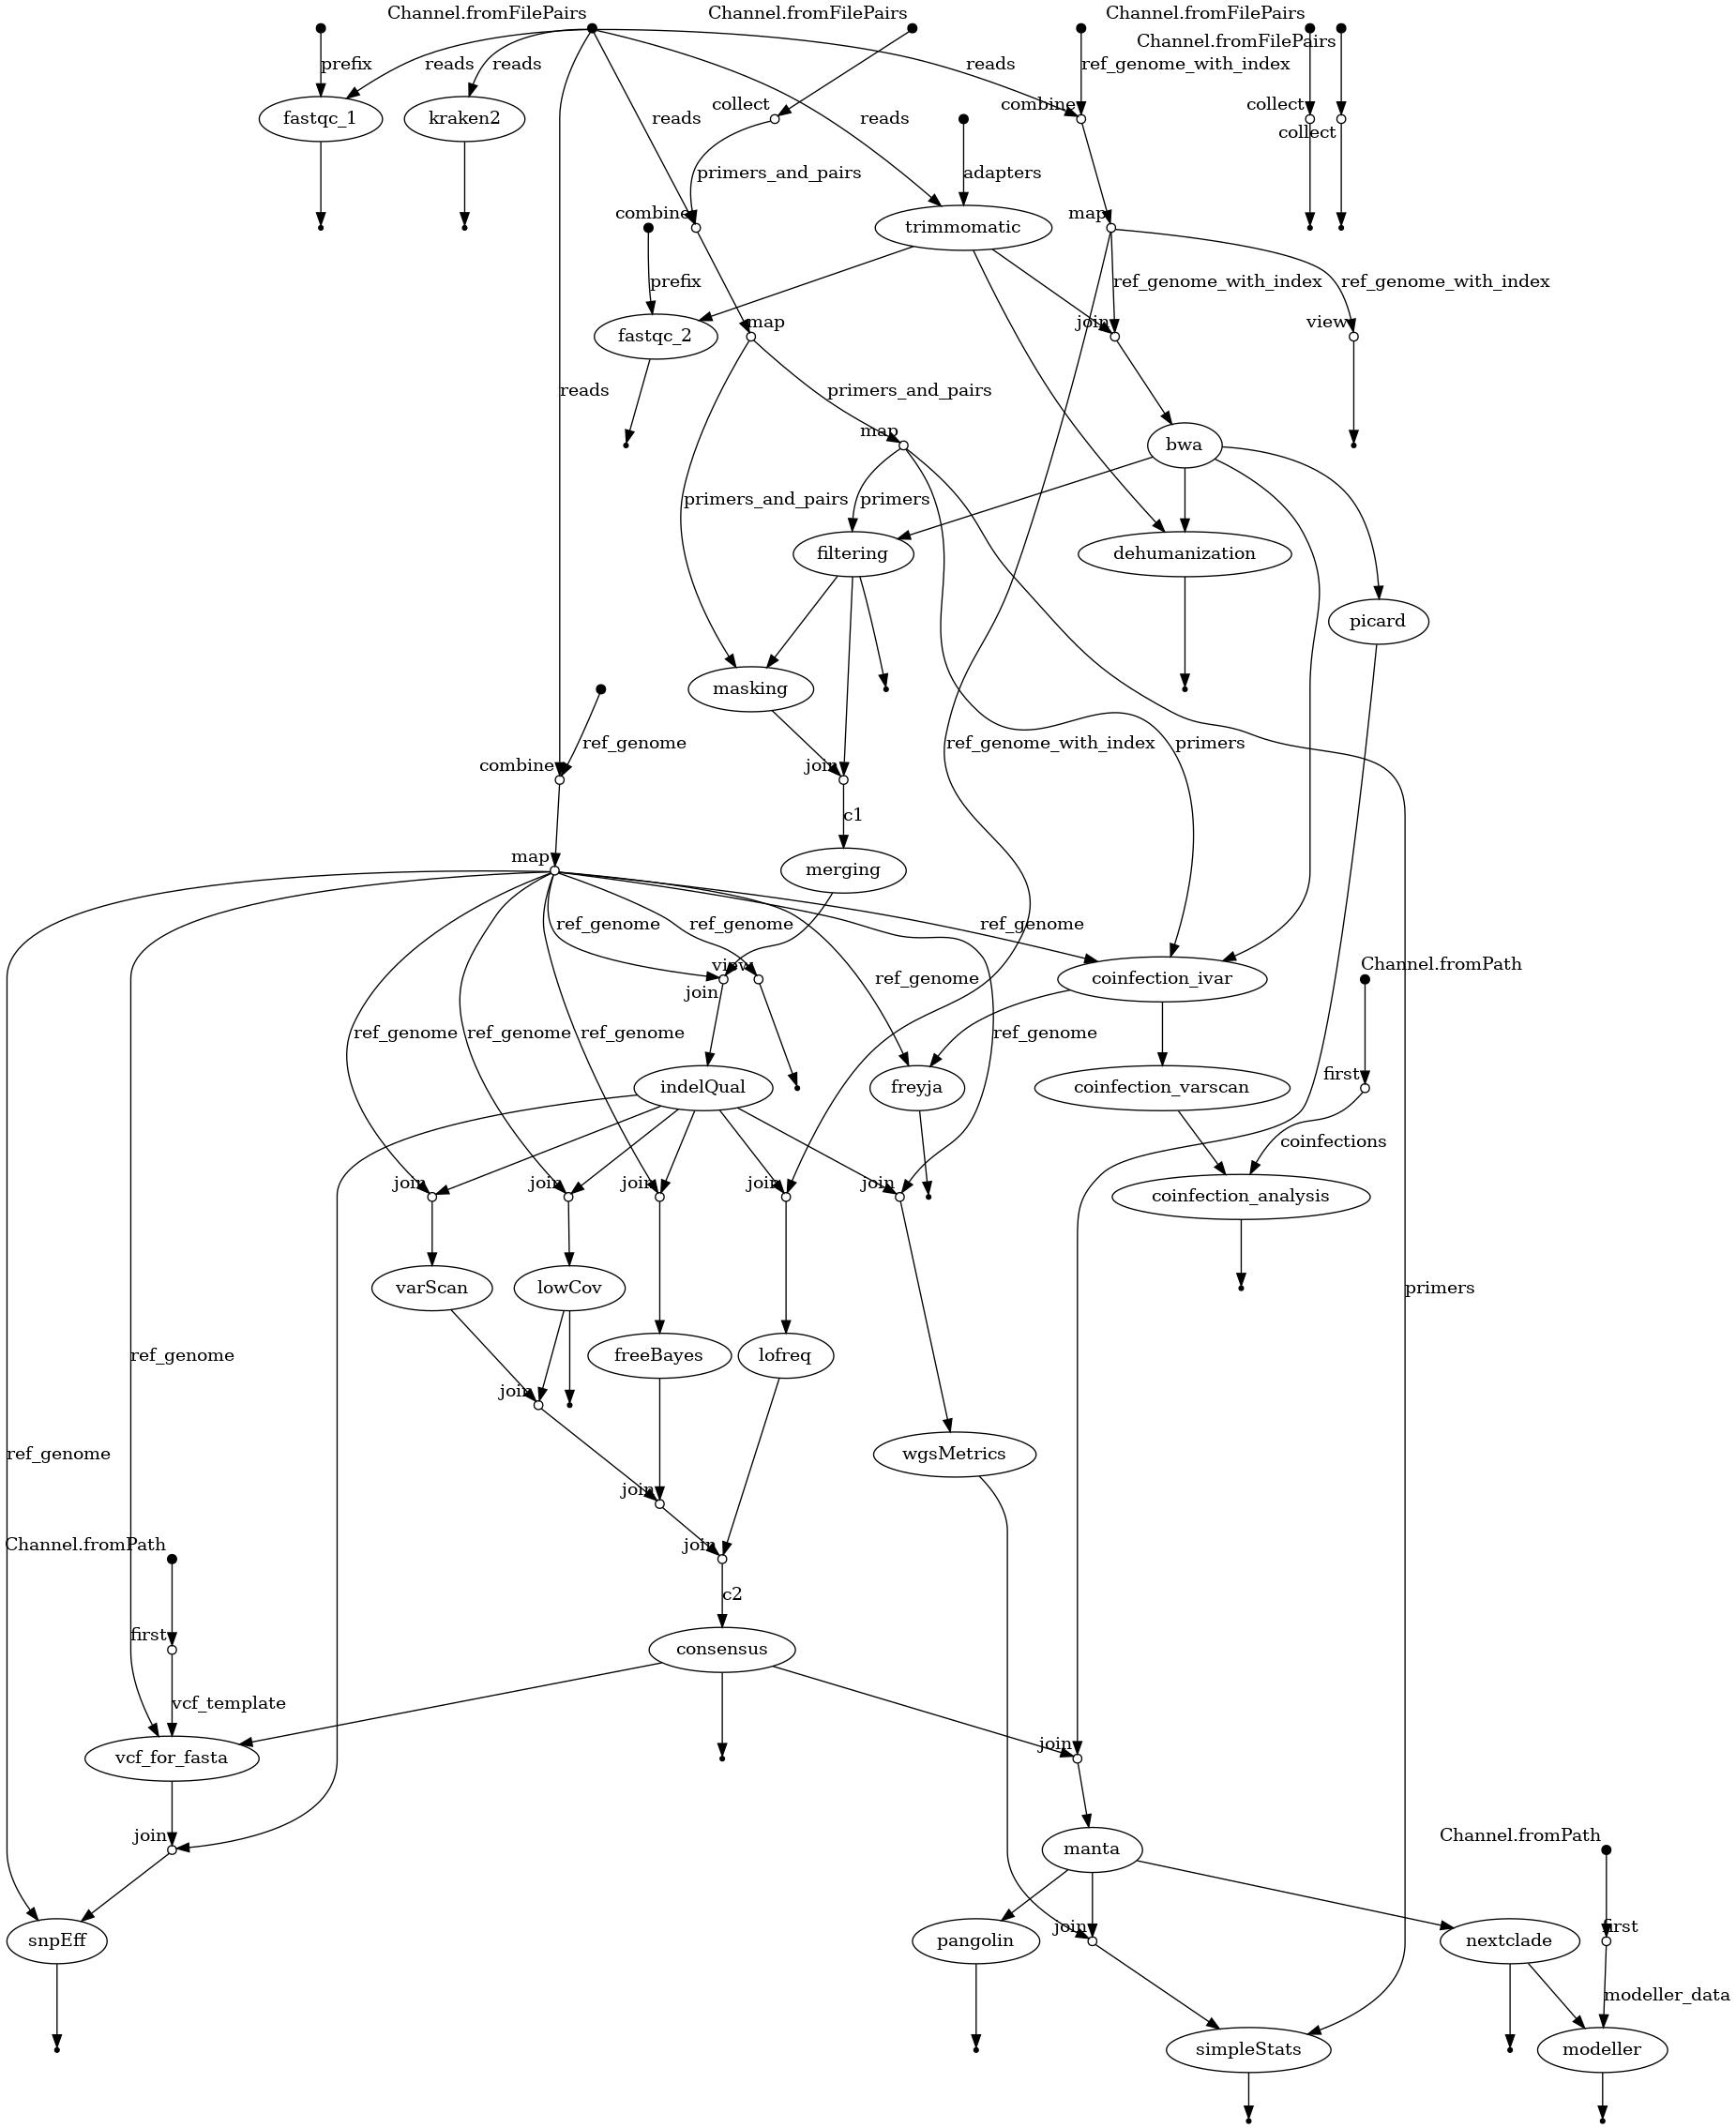 Channel.fromFilePairs
Channel.fromFilePairs
Channel.fromFilePairs
Channel.fromFilePairs
prefix
reads
reads
reads
ref_genome_with_index
collect
combine
collect
fastqc_1
kraken2
reads
reads
collect
primers_and_pairs
adapters
combine
map
trimmomatic
prefix
ref_genome_with_index
ref_genome_with_index
map
join
view
fastqc_2
reads
primers_and_pairs
map
bwa
primers_and_pairs
primers
filtering
dehumanization
picard
masking
ref_genome
ref_genome_with_index
primers
combine
join
c1
map
merging
ref_genome
ref_genome
ref_genome
view
Channel.fromPath
join
ref_genome
coinfection_ivar
ref_genome
ref_genome
ref_genome
ref_genome
first
indelQual
freyja
coinfection_varscan
coinfections
join
join
join
join
join
coinfection_analysis
varScan
lowCov
primers
ref_genome
freeBayes
lofreq
join
ref_genome
wgsMetrics
join
Channel.fromPath
join
c2
first
consensus
vcf_template
join
vcf_for_fasta
join
manta
Channel.fromPath
join
first
snpEff
pangolin
nextclade
modeller_data
simpleStats
modeller